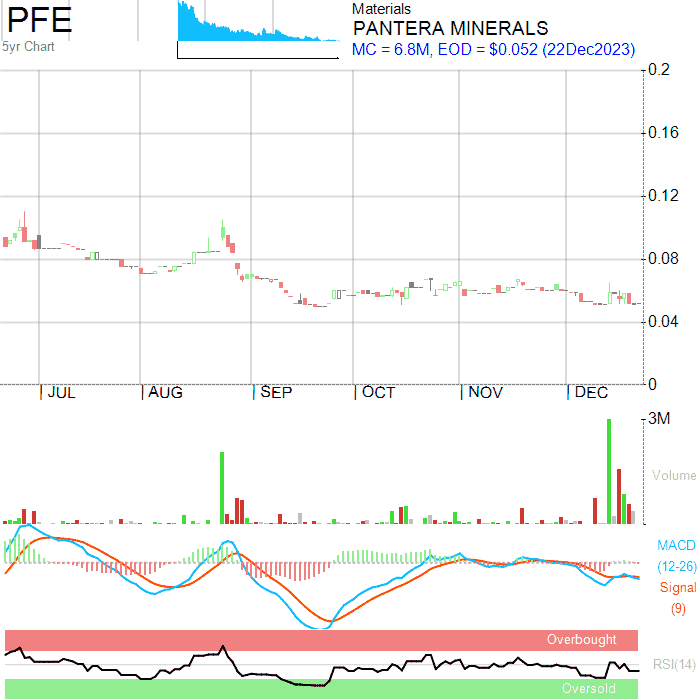 PFE
5yr Chart
Materials
PANTERA MINERALS
MC = 6.8M, EOD = $0.052 (22Dec2023)
0.2
0.16
0.12
0.08
0.04
0
JUL AUG SEP OCT NOV DEC
3M
Volume
MACD
(12-26)
Signal
(9)
Overbought
RSI(14)
Oversold